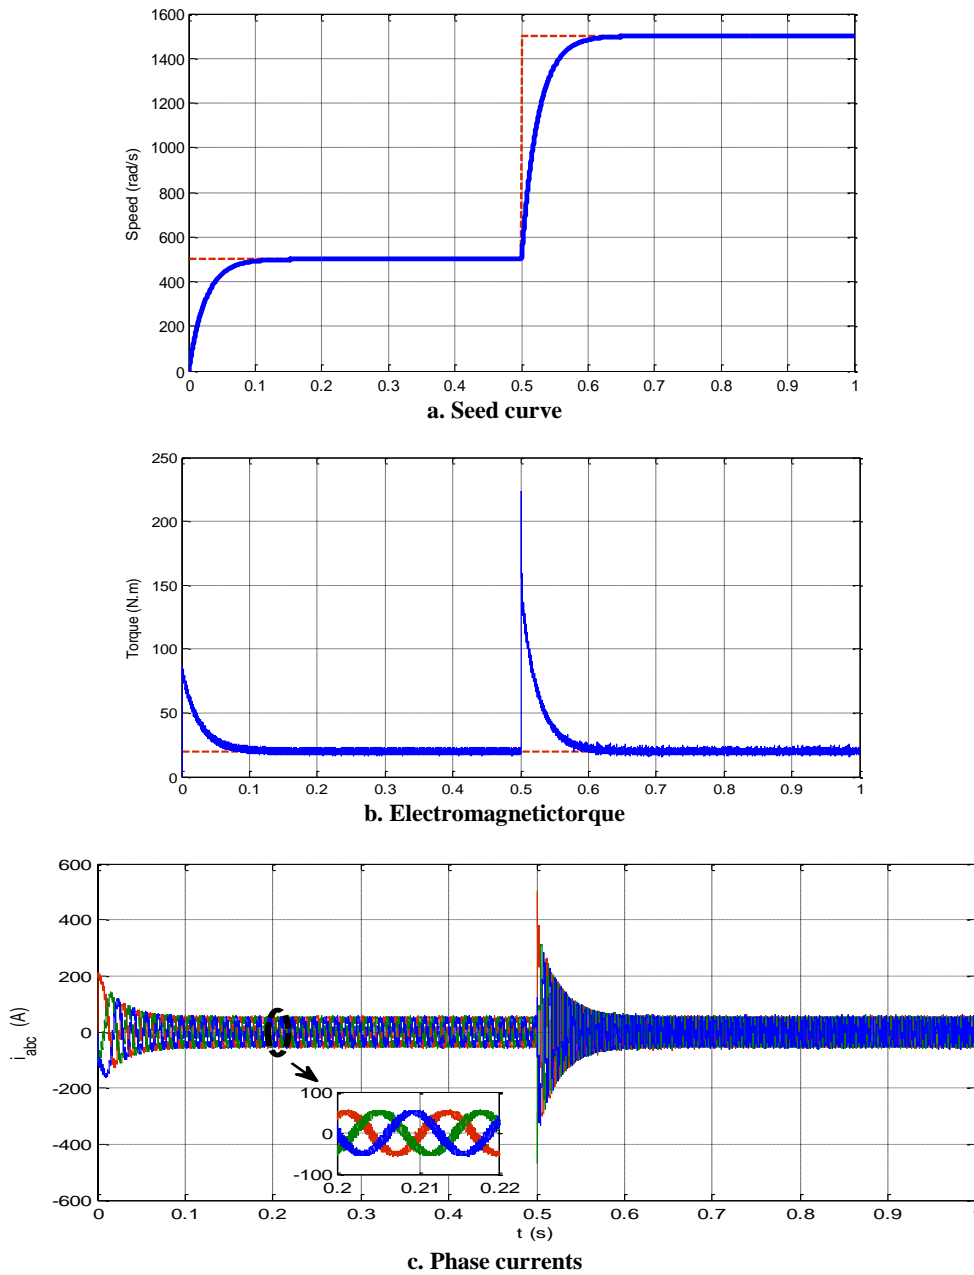 1600
1400
1200
1000
800
600
400
200
0
Speed (rad/s)
0 0.1 0.2 0.3 0.4 0.5 0.6 0.7 0.8 0.9 1
a. Seed curve
250
200
150
100
50
0
Torque (N.m)
0 0.1 0.2 0.3 0.4 0.5 0.6 0.7 0.8 0.9 1
b. Electromagnetictorque
600
400
200
0
-200
-400
-600
i_abc (A)
100
0
-100
0.2 0.21 0.22
0 0.1 0.2 0.3 0.4 0.5 0.6 0.7 0.8 0.9 1
t (s)
c. Phase currents